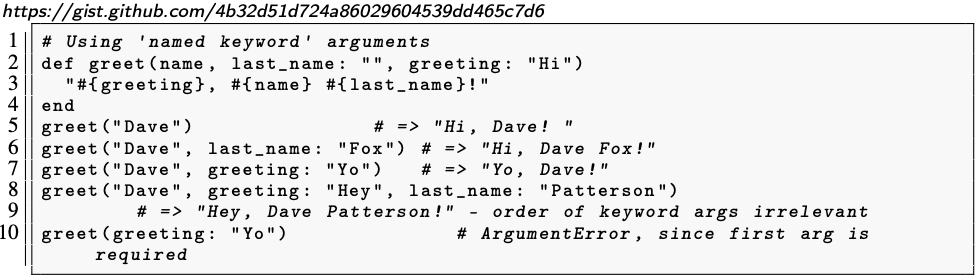 https://gist.github.com/4b32d51d724a86029604539dd465c7d6
1 # Using 'named keyword' arguments
2 def greet(name, last_name: "", greeting: "Hi")
3   "#{greeting}, #{name} #{last_name}!"
4 end
5 greet("Dave")                # => "Hi, Dave! "
6 greet("Dave", last_name: "Fox") # => "Hi, Dave Fox!"
7 greet("Dave", greeting: "Yo")   # => "Yo, Dave!"
8 greet("Dave", greeting: "Hey", last_name: "Patterson")
9         # => "Hey, Dave Patterson!" - order of keyword args irrelevant
10 greet(greeting: "Yo")                # ArgumentError, since first arg is
     required